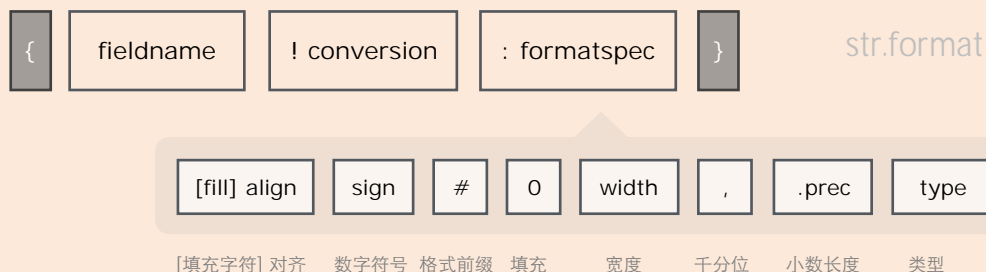 { fieldname ! conversion : formatspec } str.format
[fill] align sign # 0 width , .prec type
[填充字符] 对齐 数字符号 格式前缀 填充 宽度 千分位 小数长度 类型